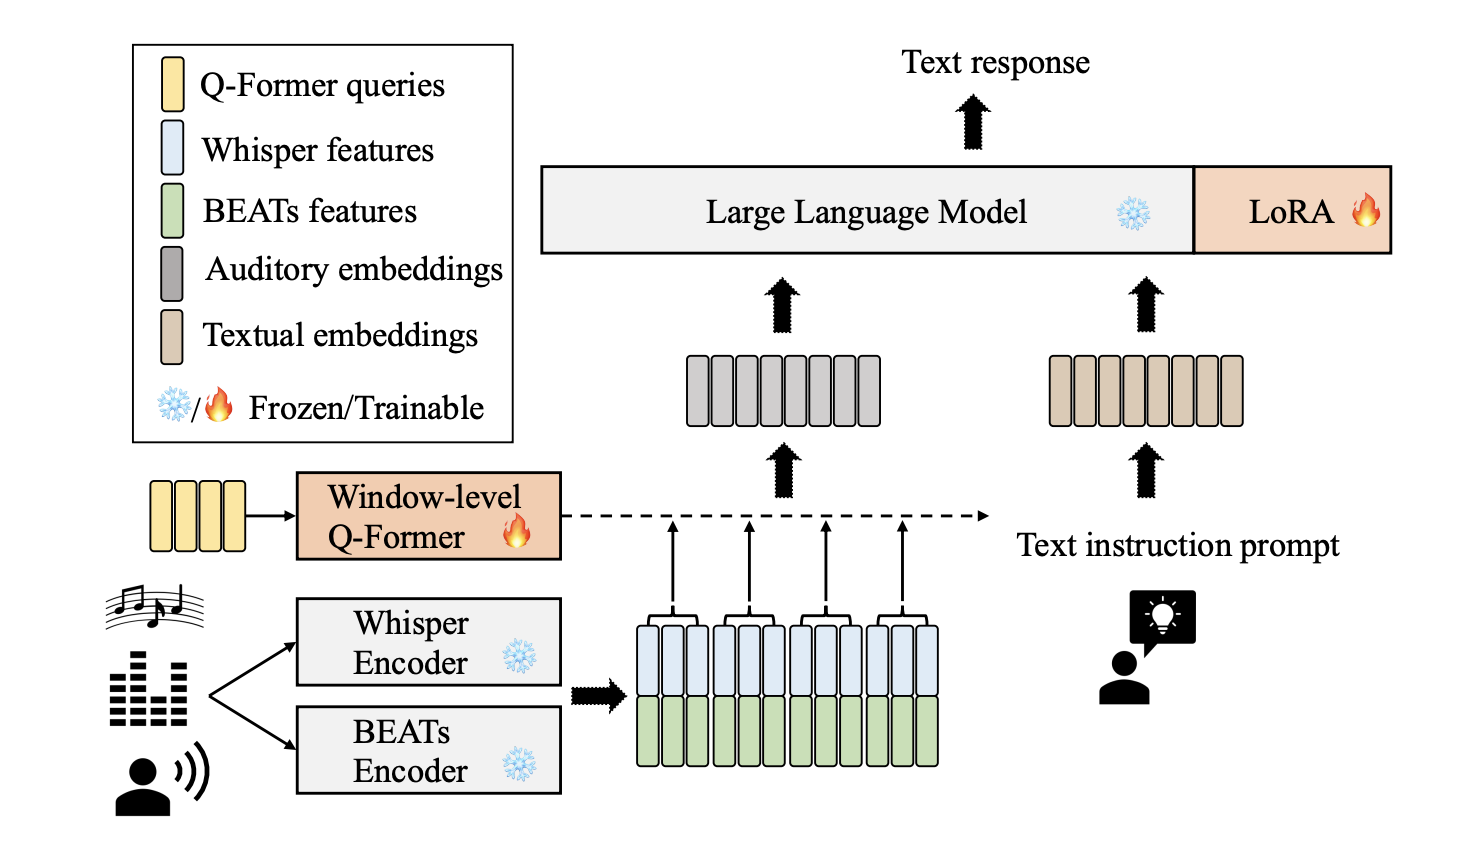 Q-Former queries
Whisper features
BEATs features
Auditory embeddings
Textual embeddings
/ Frozen/Trainable
Text response
Large Language Model
LoRA
Window-level
Q-Former
Text instruction prompt
Whisper
Encoder
BEATs
Encoder